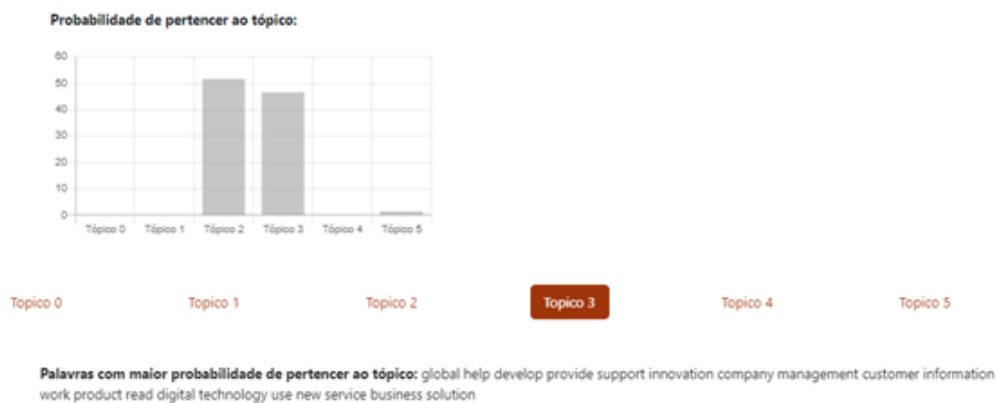 Probabilidade de pertencer ao tópico:
60
50
40
30
20
10
0
Tópico 0 Tópico 1 Tópico 2 Tópico 3 Tópico 4 Tópico 5
Topico 0 Topico 1 Topico 2 Topico 3 Topico 4 Topico 5
Palavras com maior probabilidade de pertencer ao tópico: global help develop provide support innovation company management customer information
work product read digital technology use new service business solution